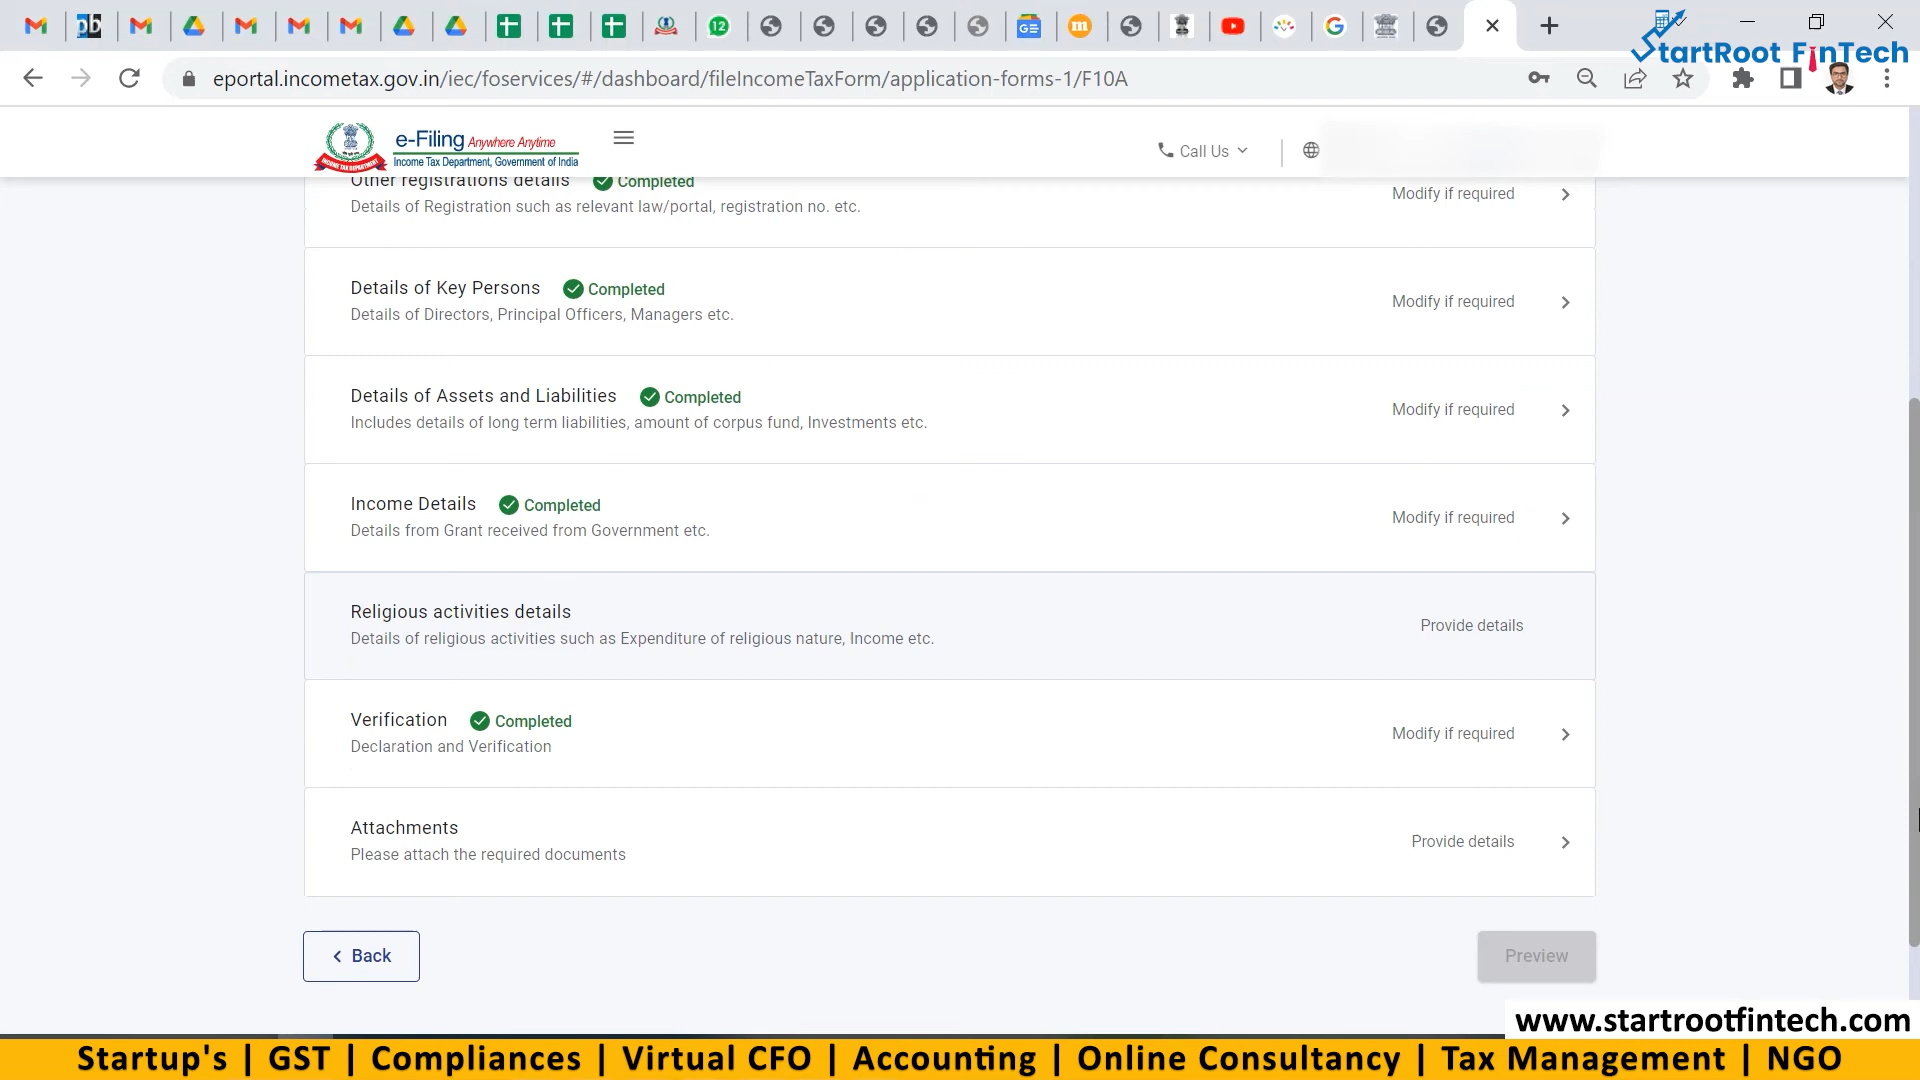 pb
12
GE
m
G
StartRoot FinTech
eportal.incometax.gov.in/iec/foservices/#/dashboard/fileIncomeTaxForm/application-forms-1/F10A
INCOME TAX DEPARTMENT
e-Filing Anywhere Anytime
Income Tax Department, Government of India
Call Us
Other registrations details Completed
Details of Registration such as relevant law/portal, registration no. etc.
Modify if required
Details of Key Persons Completed
Details of Directors, Principal Officers, Managers etc.
Modify if required
Details of Assets and Liabilities Completed
Includes details of long term liabilities, amount of corpus fund, Investments etc.
Modify if required
Income Details Completed
Details from Grant received from Government etc.
Modify if required
Religious activities details
Details of religious activities such as Expenditure of religious nature, Income etc.
Provide details
Verification Completed
Declaration and Verification
Modify if required
Attachments
Please attach the required documents
Provide details
Back
Preview
www.startrootfintech.com
Startup's | GST | Compliances | Virtual CFO | Accounting | Online Consultancy | Tax Management | NGO